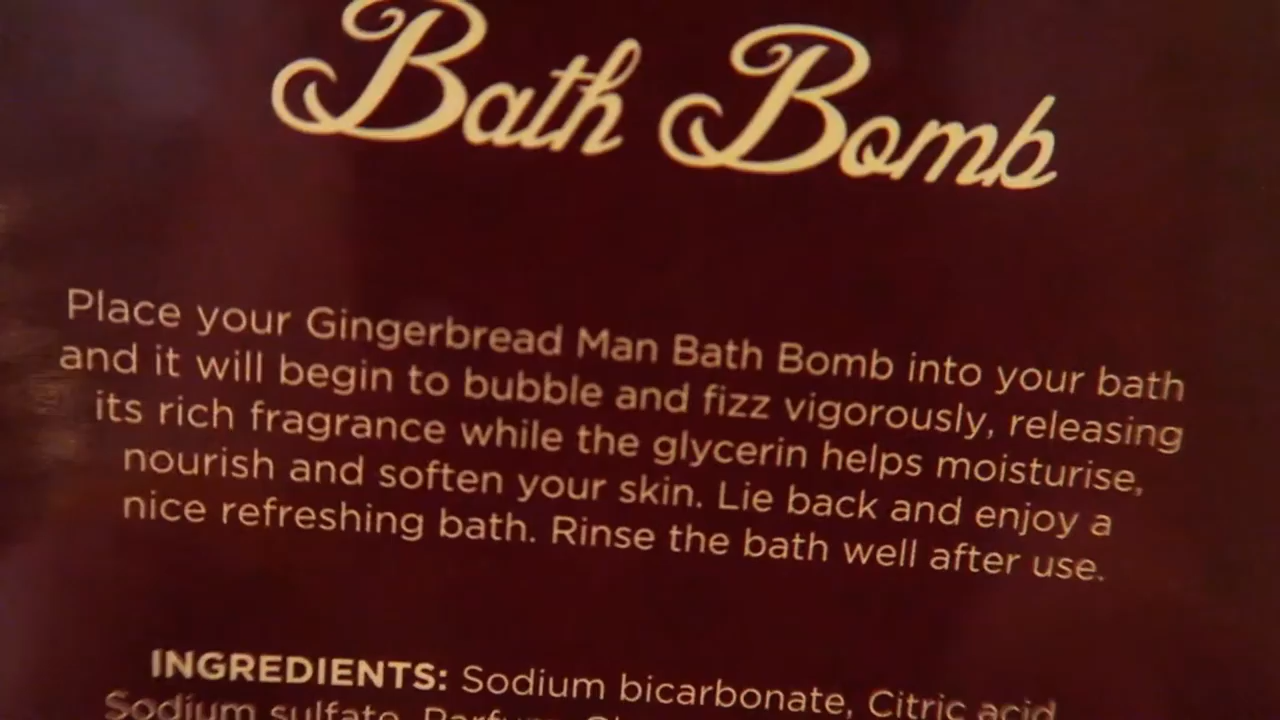 Bath Bomb
Place your Gingerbread Man Bath Bomb into your bath
and it will begin to bubble and fizz vigorously, releasing
its rich fragrance while the glycerin helps moisturise,
nourish and soften your skin. Lie back and enjoy a
nice refreshing bath. Rinse the bath well after use.
INGREDIENTS: Sodium bicarbonate, Citric acid
Sodium sulfate,